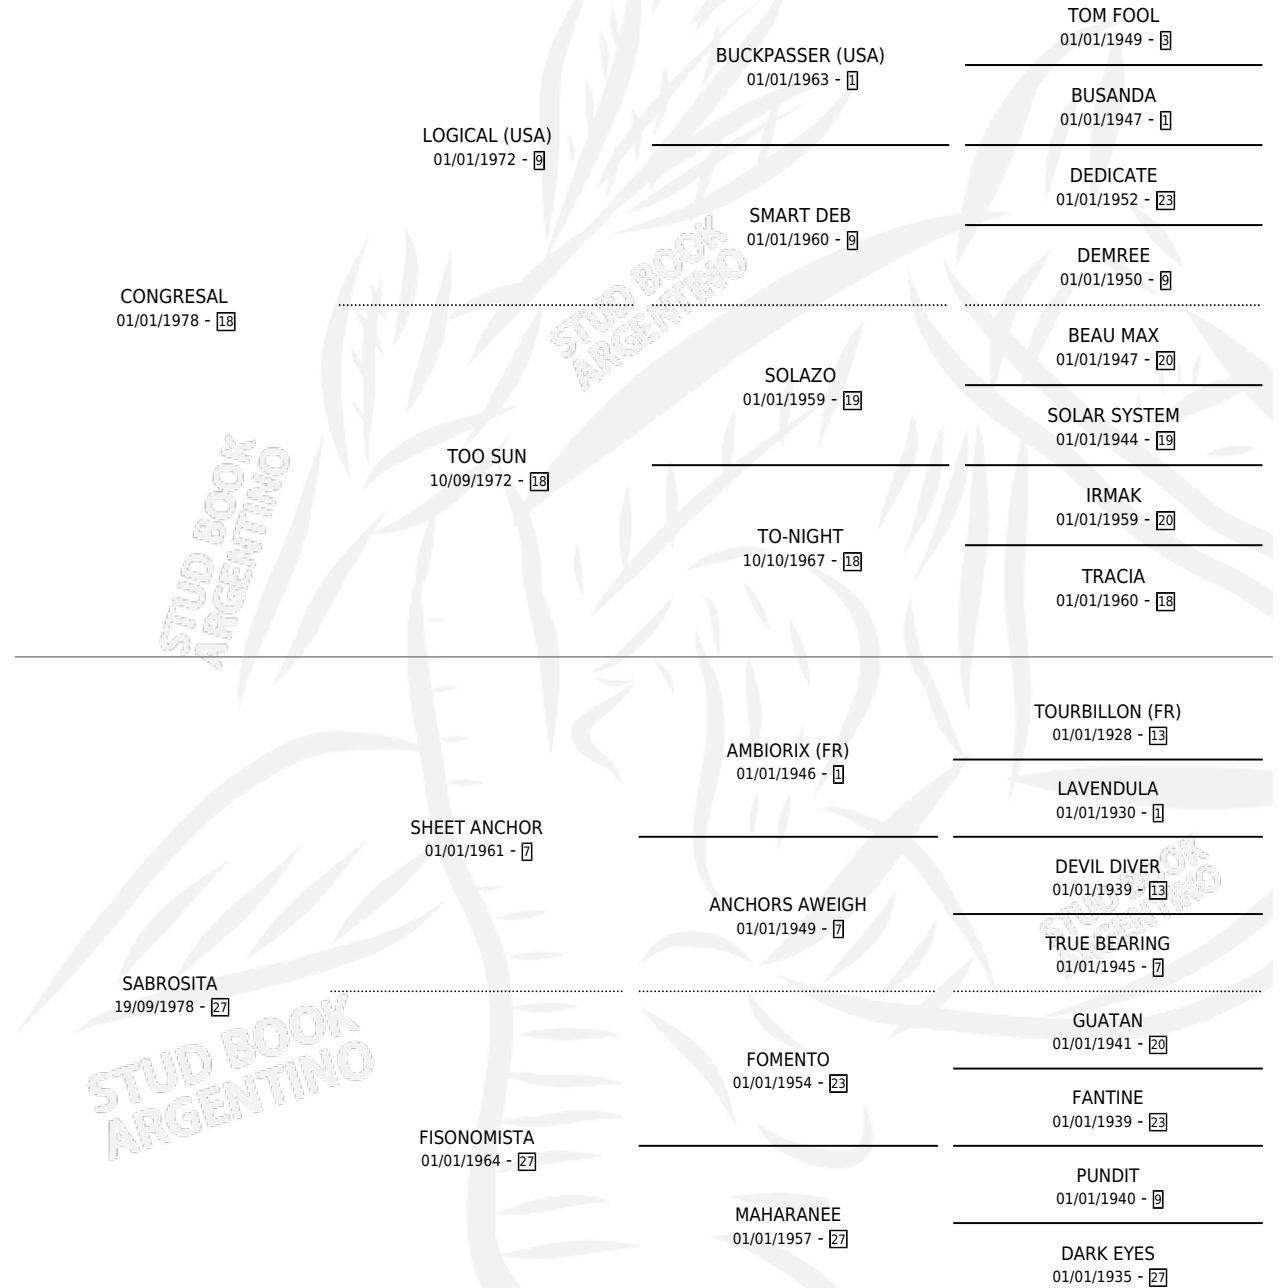 TOM FOOL
01/01/1949 - 3
BUCKPASSER (USA)
01/01/1963 - 1
BUSANDA
01/01/1947 - 1
LOGICAL (USA)
01/01/1972 - 9
DEDICATE
01/01/1952 - 23
SMART DEB
01/01/1960 - 9
DEMREE
01/01/1950 - 9
CONGRESAL
01/01/1978 - 18
STUD BOOK
ARGENTINO
BEAU MAX
01/01/1947 - 20
SOLAZO
01/01/1959 - 19
SOLAR SYSTEM
01/01/1944 - 19
TOO SUN
10/09/1972 - 18
IRMAK
01/01/1959 - 20
TO-NIGHT
10/10/1967 - 18
TRACIA
01/01/1960 - 18
STUD BOOK
ARGENTINO
TOURBILLON (FR)
01/01/1928 - 13
AMBIORIX (FR)
01/01/1946 - 1
LAVENDULA
01/01/1930 - 1
SHEET ANCHOR
01/01/1961 - 7
DEVIL DIVER
01/01/1939 - 13
ANCHORS AWEIGH
01/01/1949 - 7
STUD BOOK
ARGENTINO
TRUE BEARING
01/01/1945 - 7
SABROSITA
19/09/1978 - 27
GUATAN
01/01/1941 - 20
FOMENTO
01/01/1954 - 23
STUD BOOK
ARGENTINO
FANTINE
01/01/1939 - 23
FISONOMISTA
01/01/1964 - 27
PUNDIT
01/01/1940 - 9
MAHARANEE
01/01/1957 - 27
DARK EYES
01/01/1935 - 27